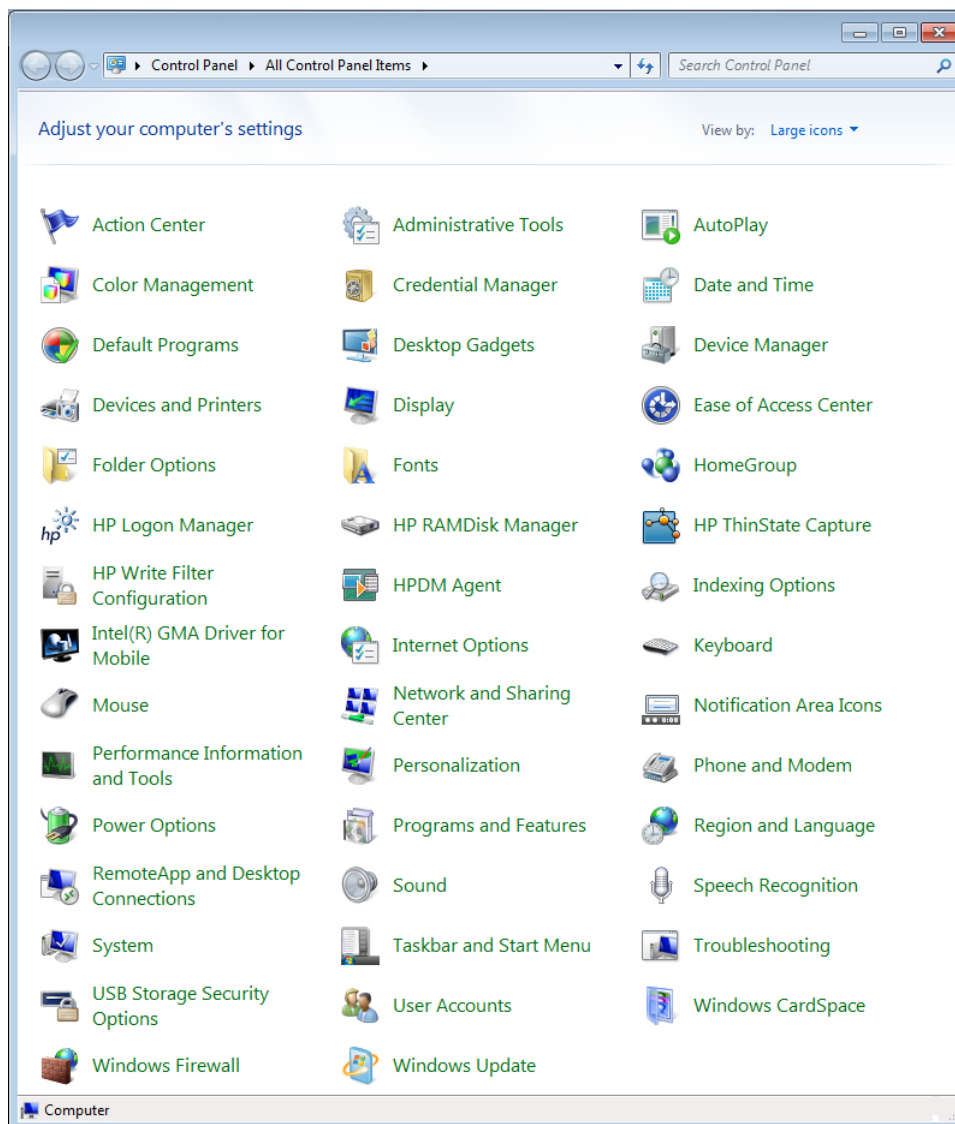 Control Panel All Control Panel Items Search Control Panel
Adjust your computer's settings View by: Large icons
Action Center Administrative Tools AutoPlay
Color Management Credential Manager Date and Time
Default Programs Desktop Gadgets Device Manager
Devices and Printers Display Ease of Access Center
Folder Options Fonts HomeGroup
hp HP Logon Manager HP RAMDisk Manager HP ThinState Capture
HP Write Filter
Configuration
HPDM Agent Indexing Options
Intel(R) GMA Driver for
Mobile
Internet Options Keyboard
Mouse
Network and Sharing
Center
Notification Area Icons
Performance Information
and Tools
Personalization Phone and Modem
Power Options Programs and Features Region and Language
RemoteApp and Desktop
Connections
Sound Speech Recognition
System Taskbar and Start Menu Troubleshooting
USB Storage Security
Options
User Accounts Windows CardSpace
Windows Firewall Windows Update
Computer